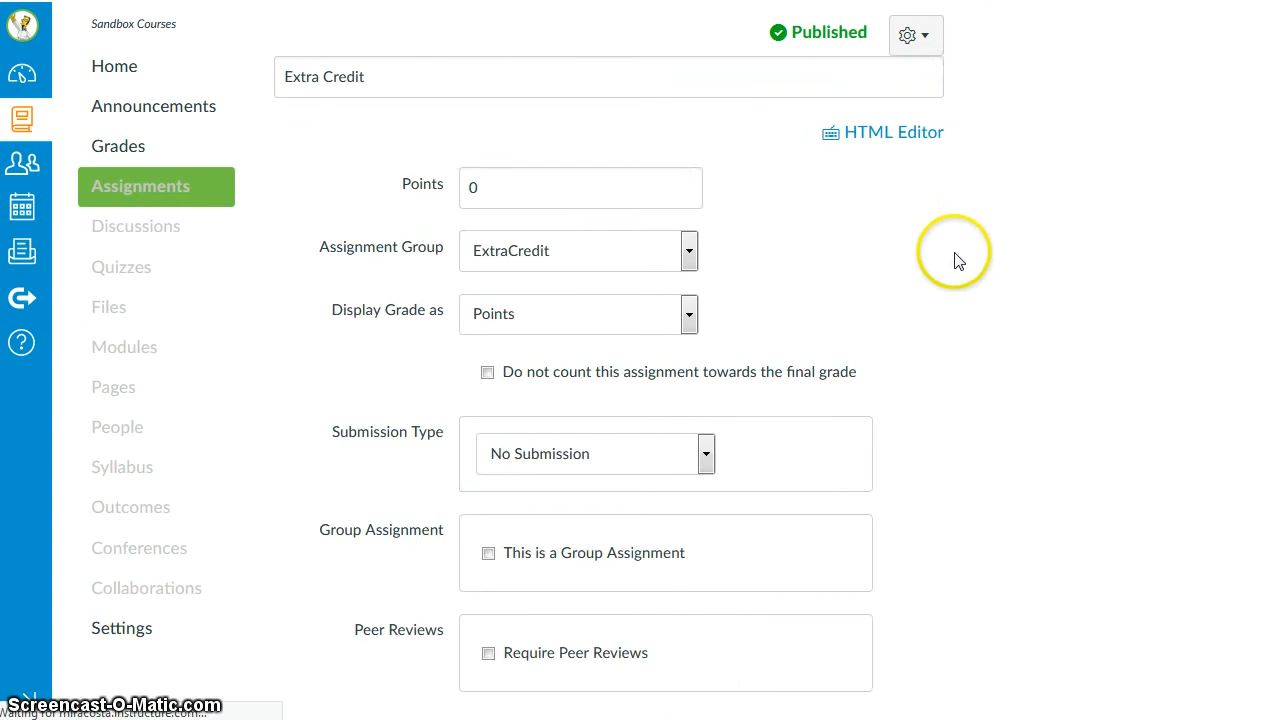 Sandbox Courses
Published
Home
Extra Credit
Announcements
HTML Editor
Grades
Points
0
Assignments
Discussions
Assignment Group
ExtraCredit
Quizzes
Files
Display Grade as
Points
Modules
Do not count this assignment towards the final grade
Pages
People
Submission Type
No Submission
Syllabus
Outcomes
Group Assignment
This is a Group Assignment
Conferences
Collaborations
Settings
Peer Reviews
Require Peer Reviews
Screencast-O-Matic.com
Waiting for miracosta.instructure.com...